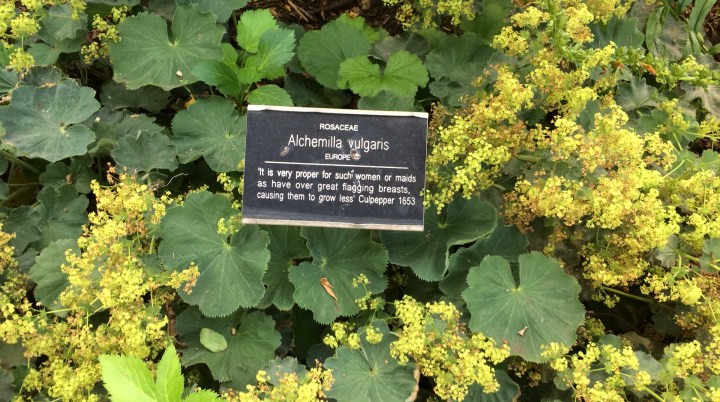 ROSACEAE
Alchemilla vulgaris
EUROPE
'It is very proper for such women or maids
as have over great flagging breasts,
causing them to grow less' Culpepper 1653